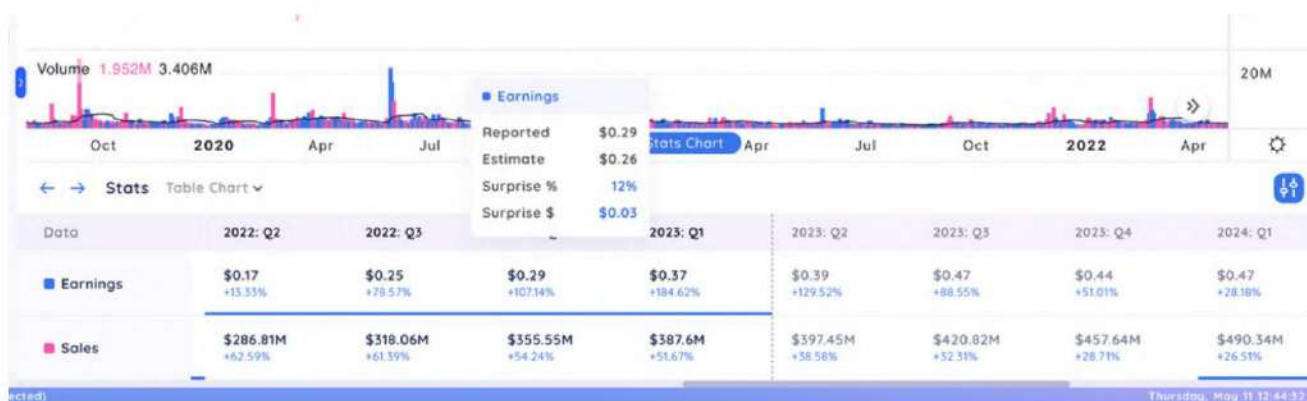 Volume 1.952M 3.406M
20M
Earnings
Reported $0.29
Estimate $0.26
Surprise % 12%
Surprise $ $0.03
Oct 2020 Apr Jul Stats Chart Apr Jul Oct 2022 Apr
Stats Table Chart
Data 2022: Q2 2022: Q3 2023: Q1 2023: Q2 2023: Q3 2023: Q4 2024: Q1
Earnings $0.17 $0.25 $0.29 $0.37 $0.39 $0.47 $0.44 $0.47
+13.33% +78.57% +107.14% +184.62% +129.52% +88.55% +51.01% +28.18%
Sales $286.81M $318.06M $355.55M $387.6M $397.45M $420.82M $457.64M $490.34M
+62.59% +61.39% +54.24% +51.67% +38.58% +32.31% +28.71% +26.51%
ected) Thursday, May 11 12:44:32